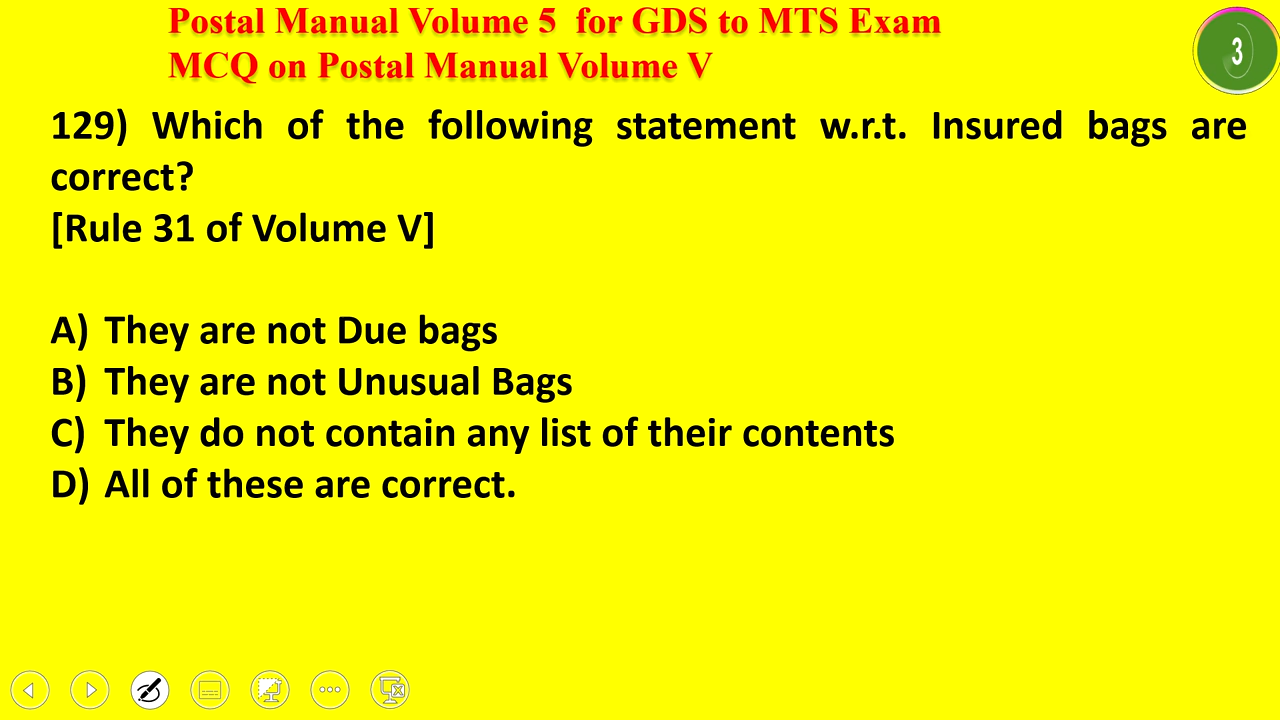 Postal Manual Volume 5 for GDS to MTS Exam
MCQ on Postal Manual Volume V
3
129) Which of the following statement w.r.t. Insured bags are
correct?
[Rule 31 of Volume V]
A) They are not Due bags
B) They are not Unusual Bags
C) They do not contain any list of their contents
D) All of these are correct.